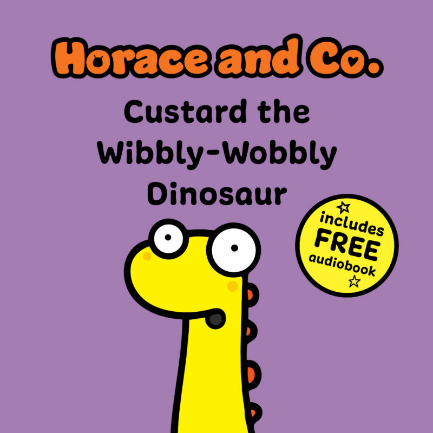 Horace and Co.
Custard the
Wibbly-Wobbly
Dinosaur
includes
FREE
audiobook